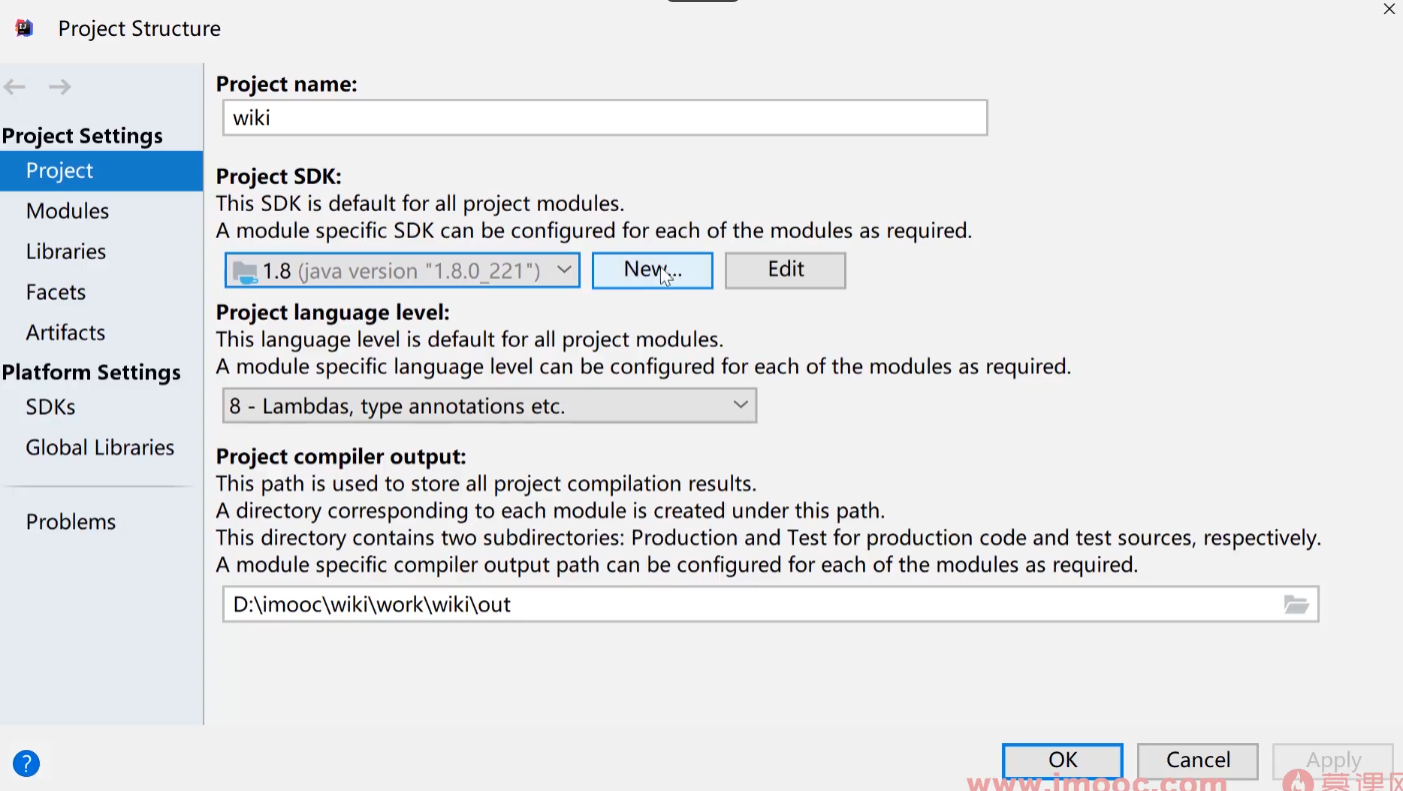 Project Structure
Project Settings
Project
Modules
Libraries
Facets
Artifacts
Platform Settings
SDKs
Global Libraries
Problems
Project name:
wiki
Project SDK:
This SDK is default for all project modules.
A module specific SDK can be configured for each of the modules as required.
1.8 (java version "1.8.0_221") New... Edit
Project language level:
This language level is default for all project modules.
A module specific language level can be configured for each of the modules as required.
8 - Lambdas, type annotations etc.
Project compiler output:
This path is used to store all project compilation results.
A directory corresponding to each module is created under this path.
This directory contains two subdirectories: Production and Test for production code and test sources, respectively.
A module specific compiler output path can be configured for each of the modules as required.
D:\imooc\wiki\work\wiki\out
? OK Cancel Apply
www.imooc.com 慕课网